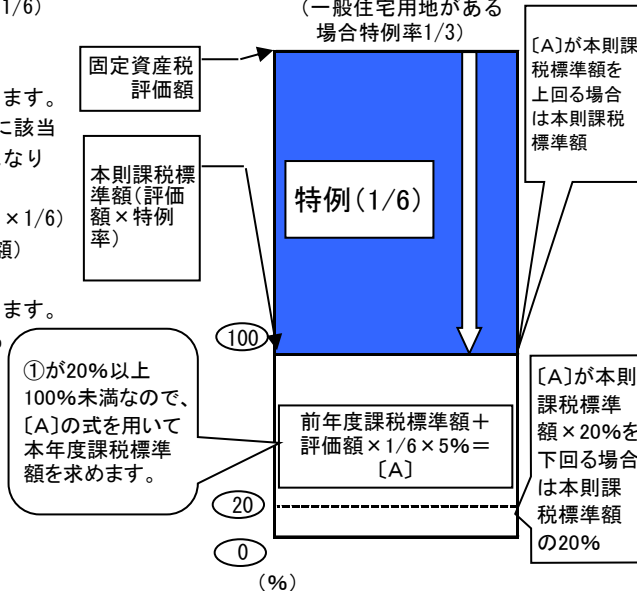 1/6)
(一般住宅用地がある
場合特例率1/3)
固定資産税
評価額
〔A〕が本則課
税標準額を
上回る場合
は本則課税
標準額
ます。
に該当
なり
本則課税標
準額(評価
額×特例
率)
特例(1/6)
×1/6)
額)
ます。
100
①が20%以上
100%未満なので、
〔A〕の式を用いて
本年度課税標準
額を求めます。
前年度課税標準額+
評価額×1/6×5%=
〔A〕
〔A〕が本則
課税標準
額×20%を
下回る場合
は本則課
税標準額
の20%
20
0
(%)